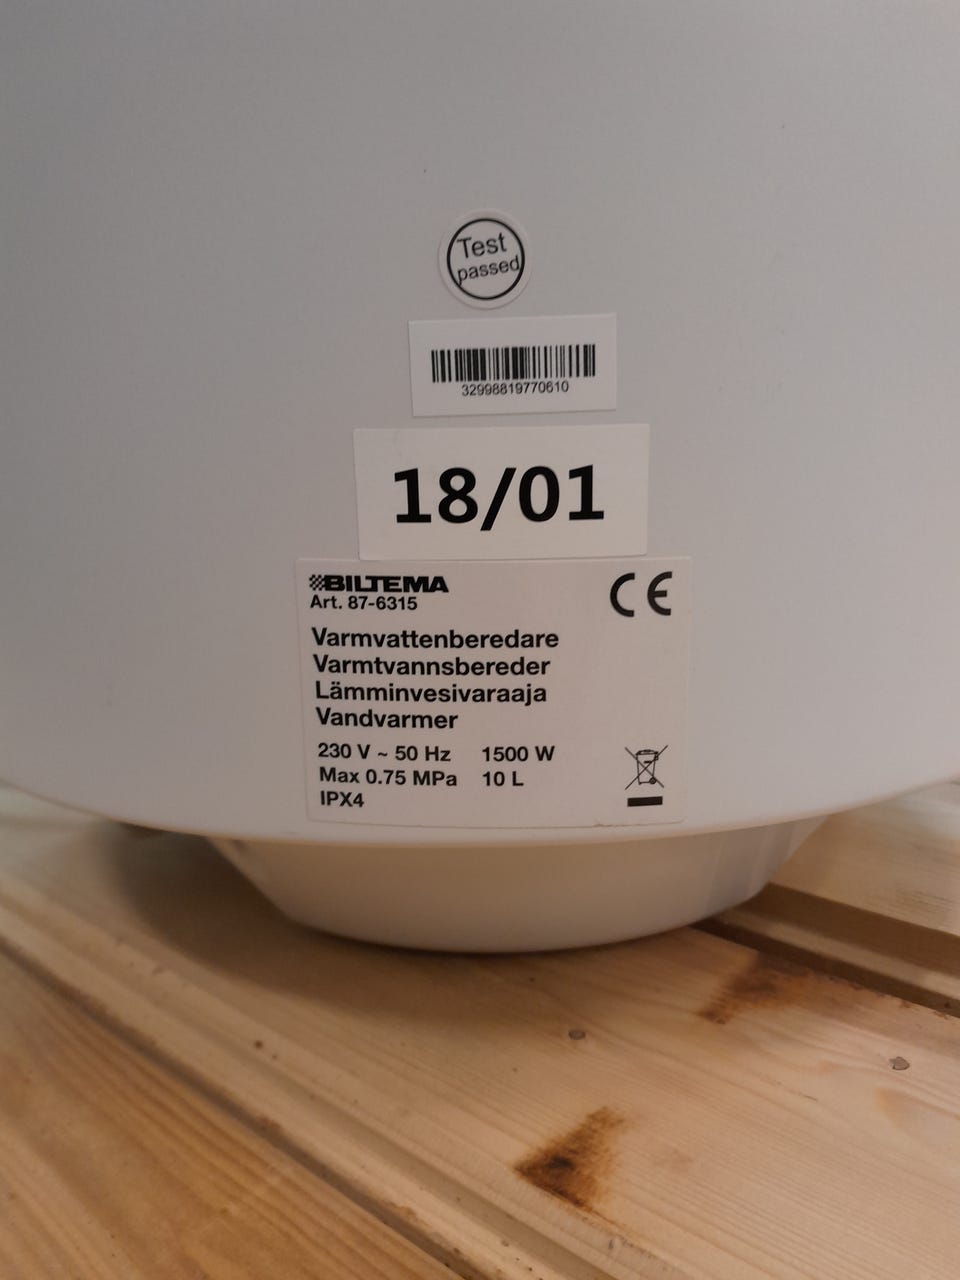 Test
passed
32998819770610
18/01
BILTEMA
Art. 87-6315
CE
Varmvattenberedare
Varmtvannsbereder
Lämminvesivaraaja
Vandvarmer
230 V ~ 50 Hz 1500 W
Max 0.75 MPa 10 L
IPX4